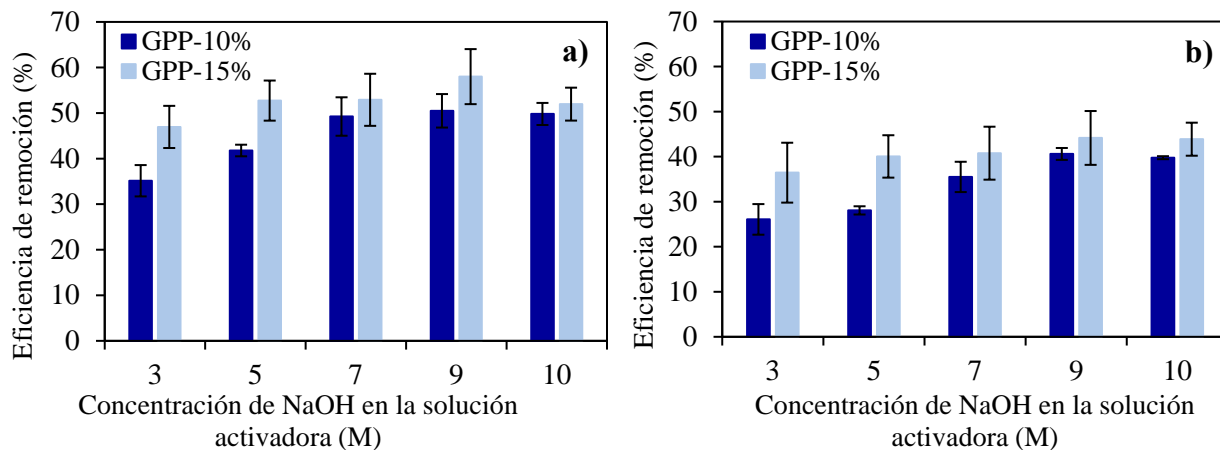 Eficiencia de remoción (%)
70
60
50
40
30
20
10
0
GPP-10%
GPP-15%
a)
3 5 7 9 10
Concentración de NaOH en la solución
activadora (M)
Eficiencia de remoción (%)
70
60
50
40
30
20
10
0
GPP-10%
GPP-15%
b)
3 5 7 9 10
Concentración de NaOH en la solución
activadora (M)